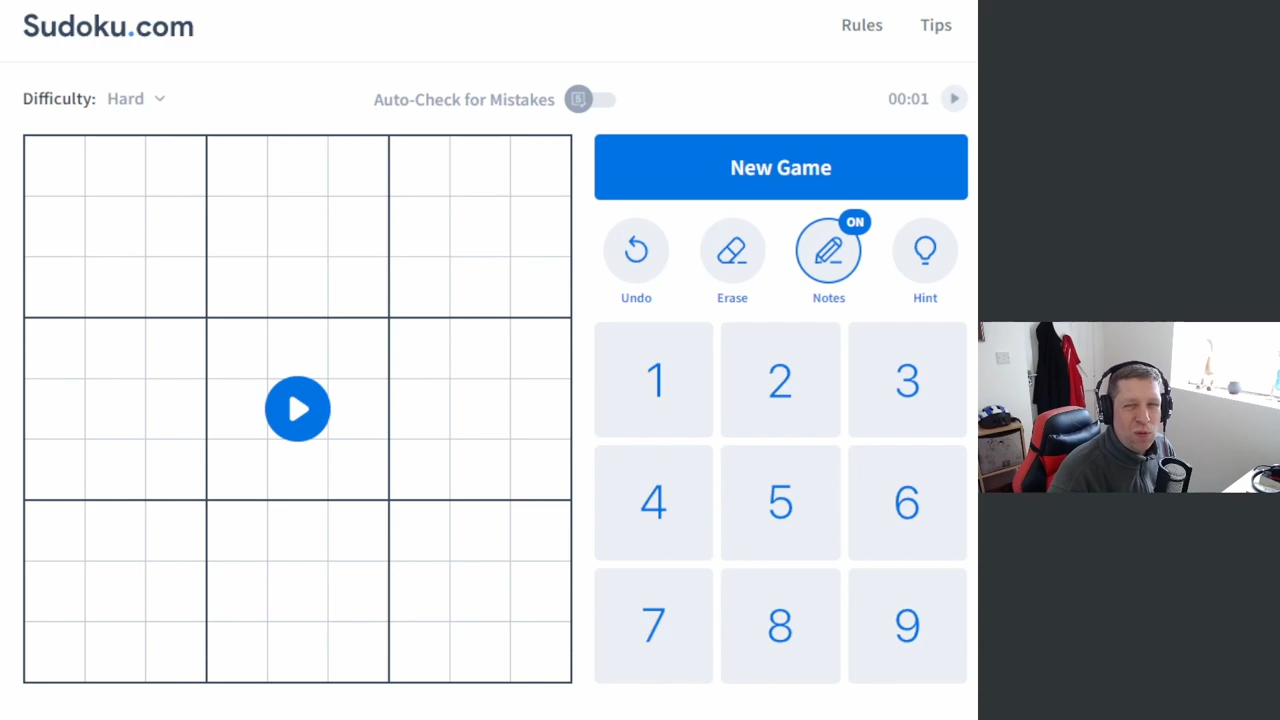 Sudoku.com
Rules
Tips
Difficulty: Hard
Auto-Check for Mistakes
00:01
New Game
ON
Undo
Erase
Notes
Hint
1 2 3
4 5 6
7 8 9